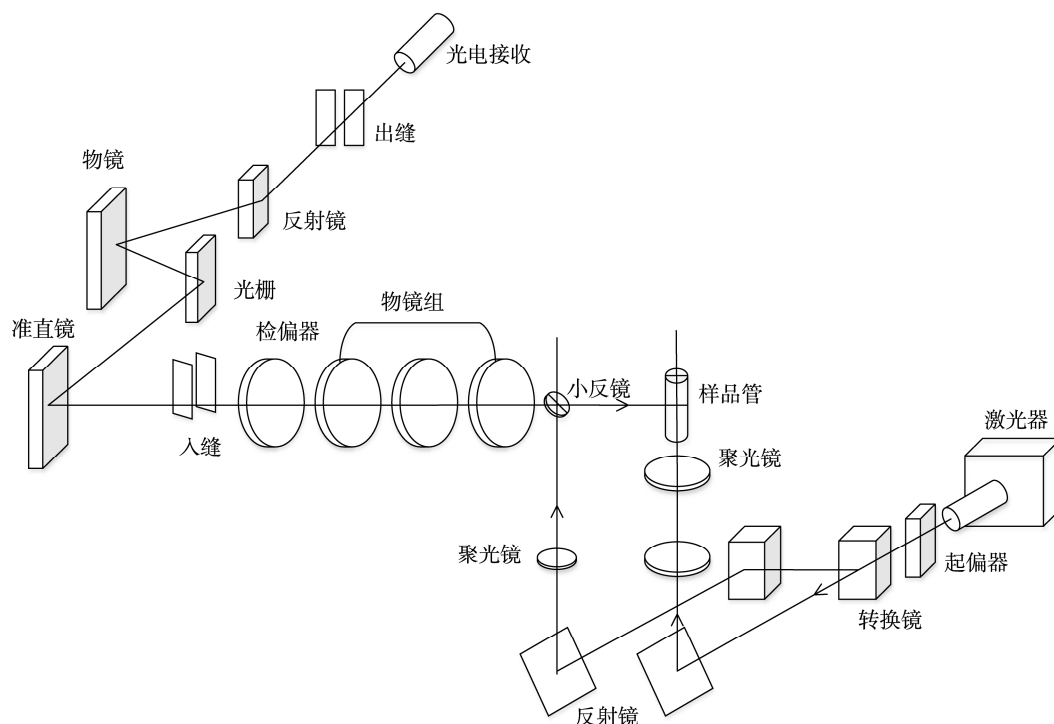 光电接收
出缝
物镜
反射镜
光栅
物镜组
准直镜
检偏器
小反镜
样品管
入缝
激光器
聚光镜
聚光镜
起偏器
转换镜
反射镜